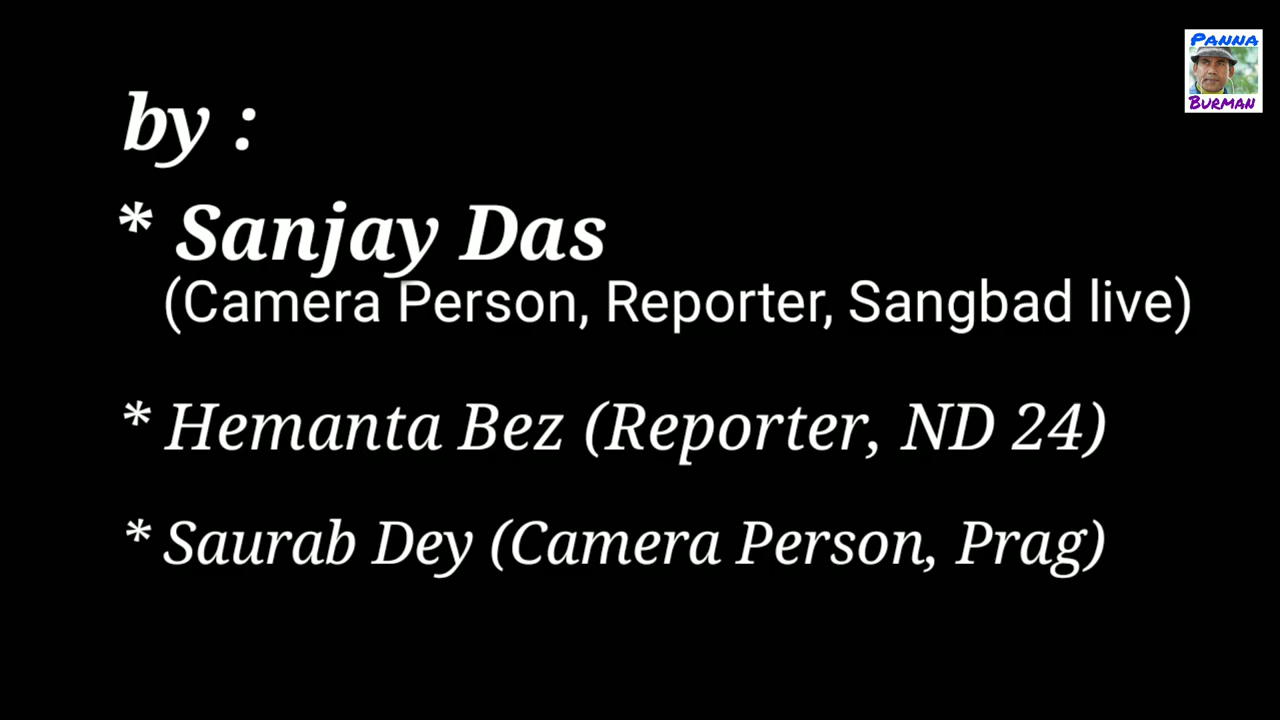 PANNA
BURMAN
by :
* Sanjay Das
(Camera Person, Reporter, Sangbad live)
* Hemanta Bez (Reporter, ND 24)
* Saurab Dey (Camera Person, Prag)